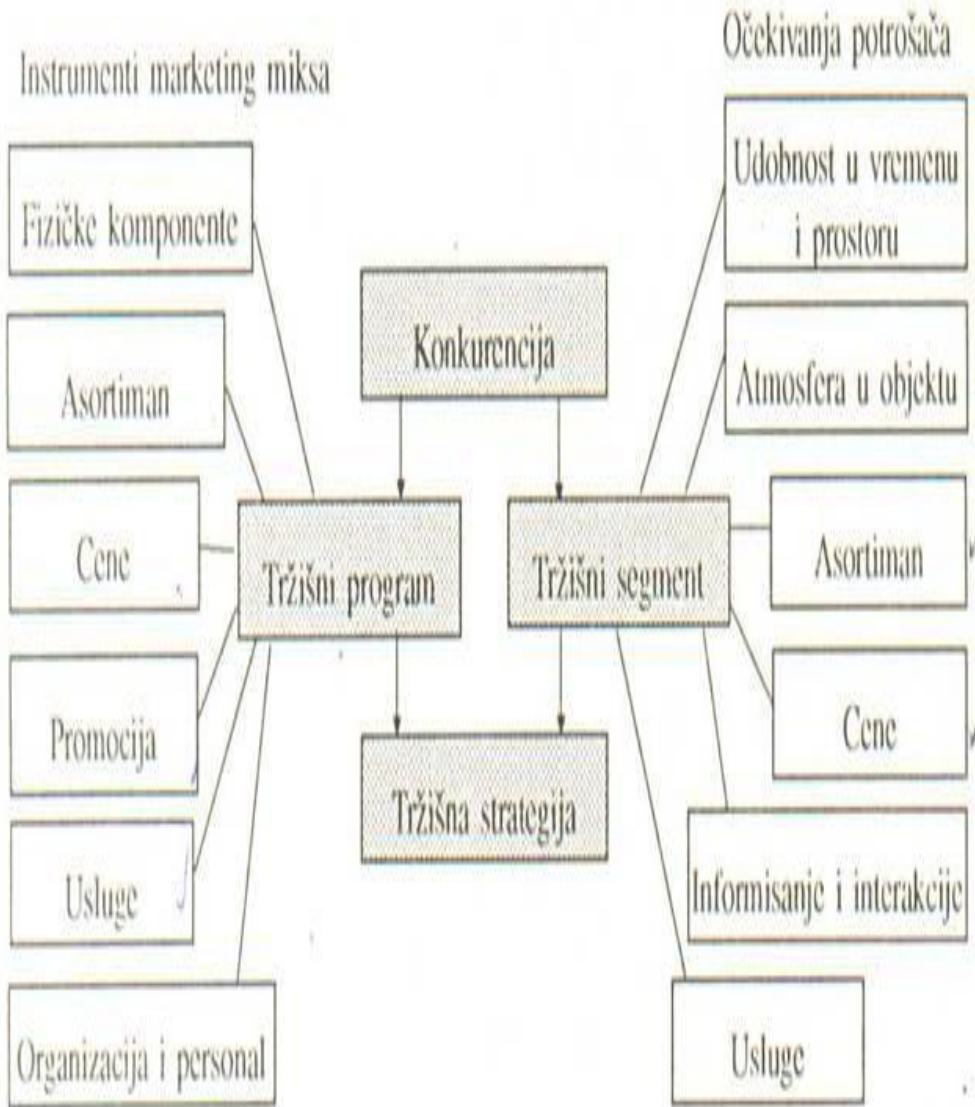 Instrumenti marketing miksa
Fizičke komponente
Asortiman
Cene
Promocija
Usluge
Organizacija i personal
Konkurencija
Tržišni program
Tržišni segment
Tržišna strategija
Očekivanja potrošača
Udobnost u vremenu
i prostoru
Atmosfera u objektu
Asortiman
Cene
Informisanje i interakcije
Usluge